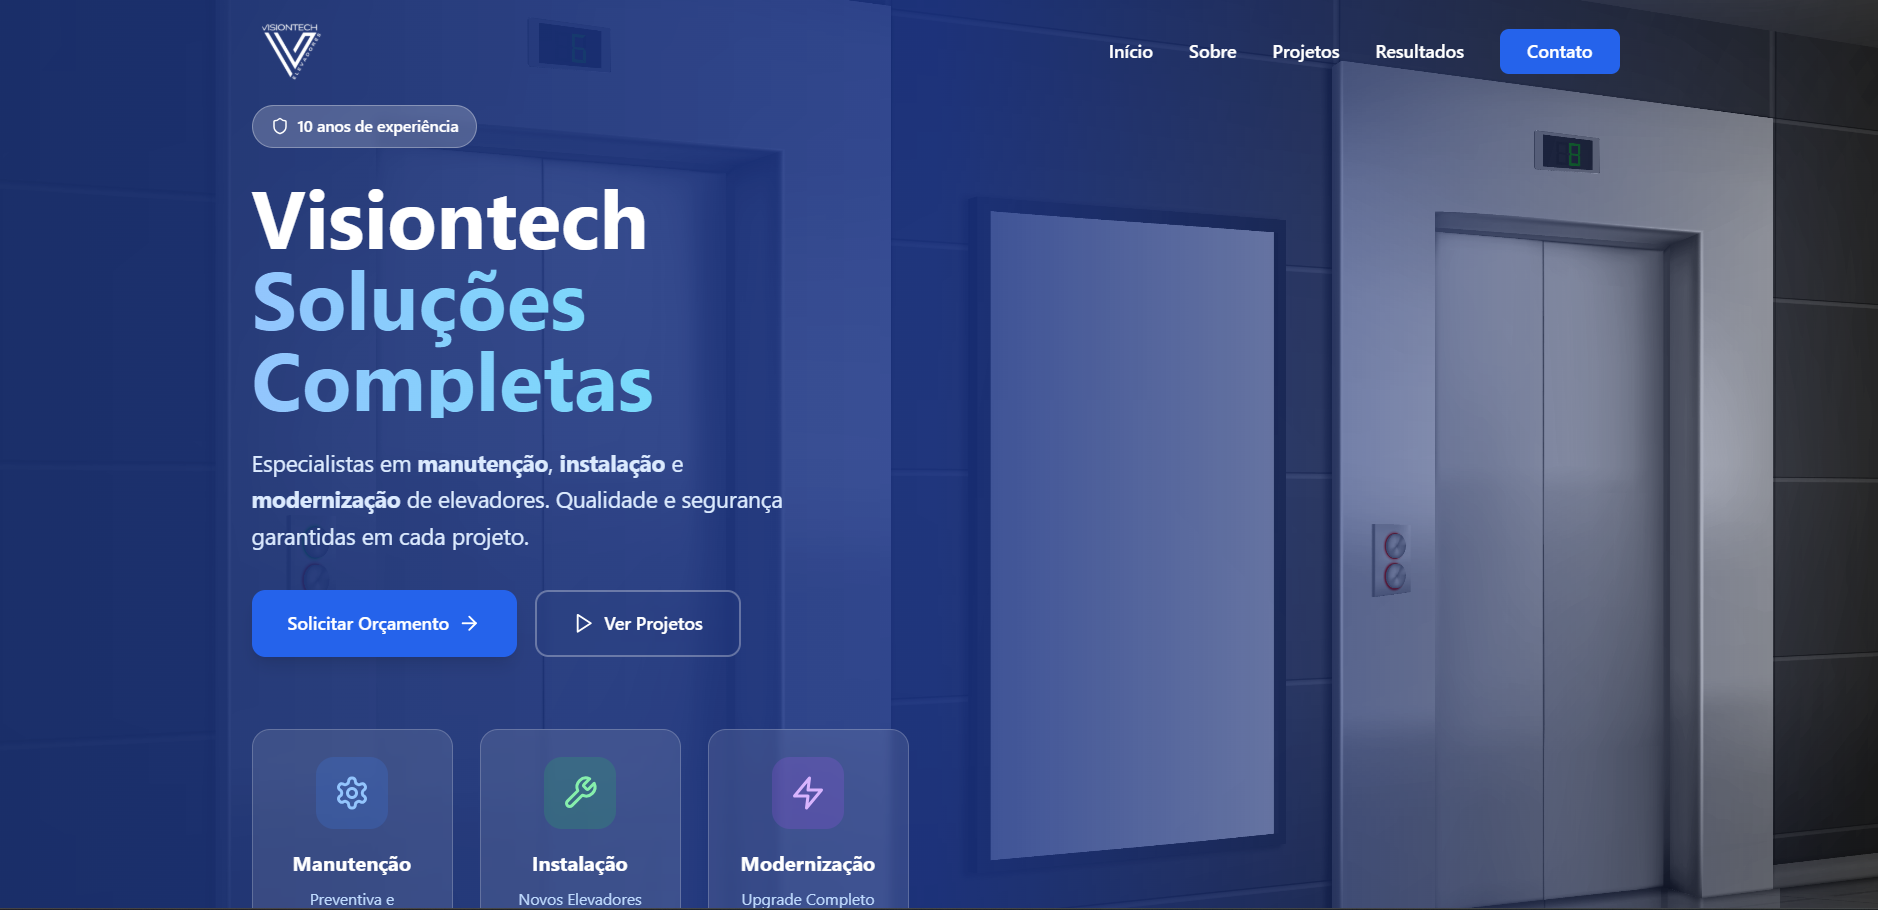 VISIONTECH
ELEVADORES
Início
Sobre
Projetos
Resultados
Contato
6
8
10 anos de experiência
Visiontech
Soluções
Completas
Especialistas em manutenção, instalação e
modernização de elevadores. Qualidade e segurança
garantidas em cada projeto.
Solicitar Orçamento
Ver Projetos
Manutenção
Preventiva e
Instalação
Novos Elevadores
Modernização
Upgrade Completo